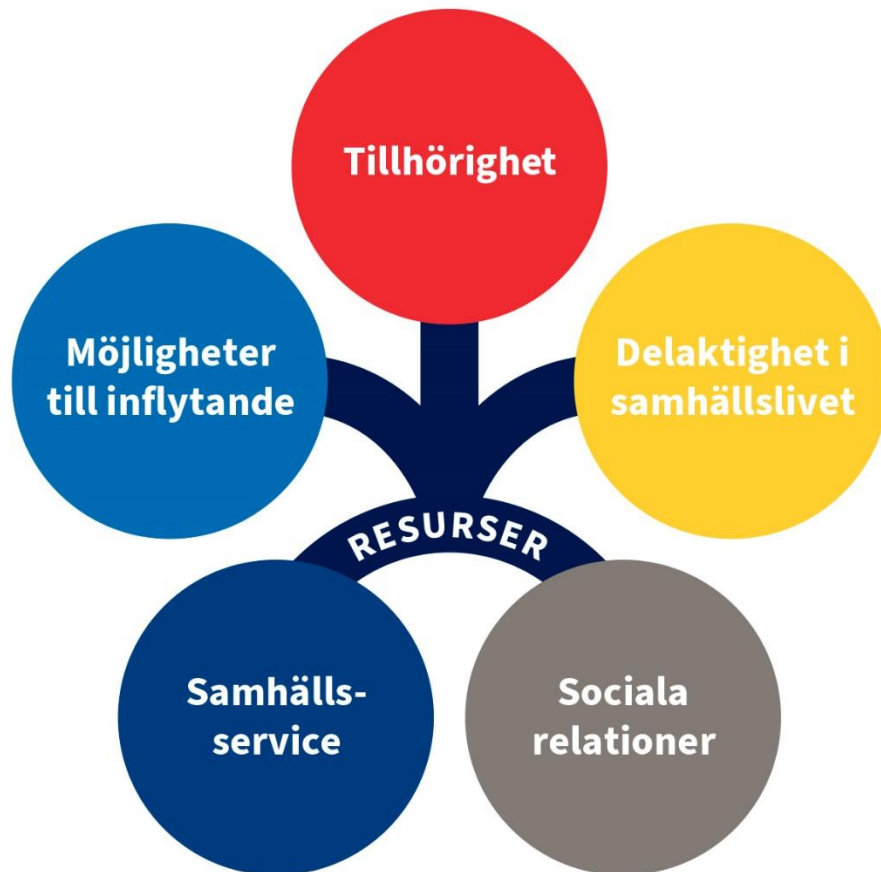 Tillhörighet
Möjligheter
till inflytande
Delaktighet i
samhällslivet
RESURSER
Samhälls-
service
Sociala
relationer